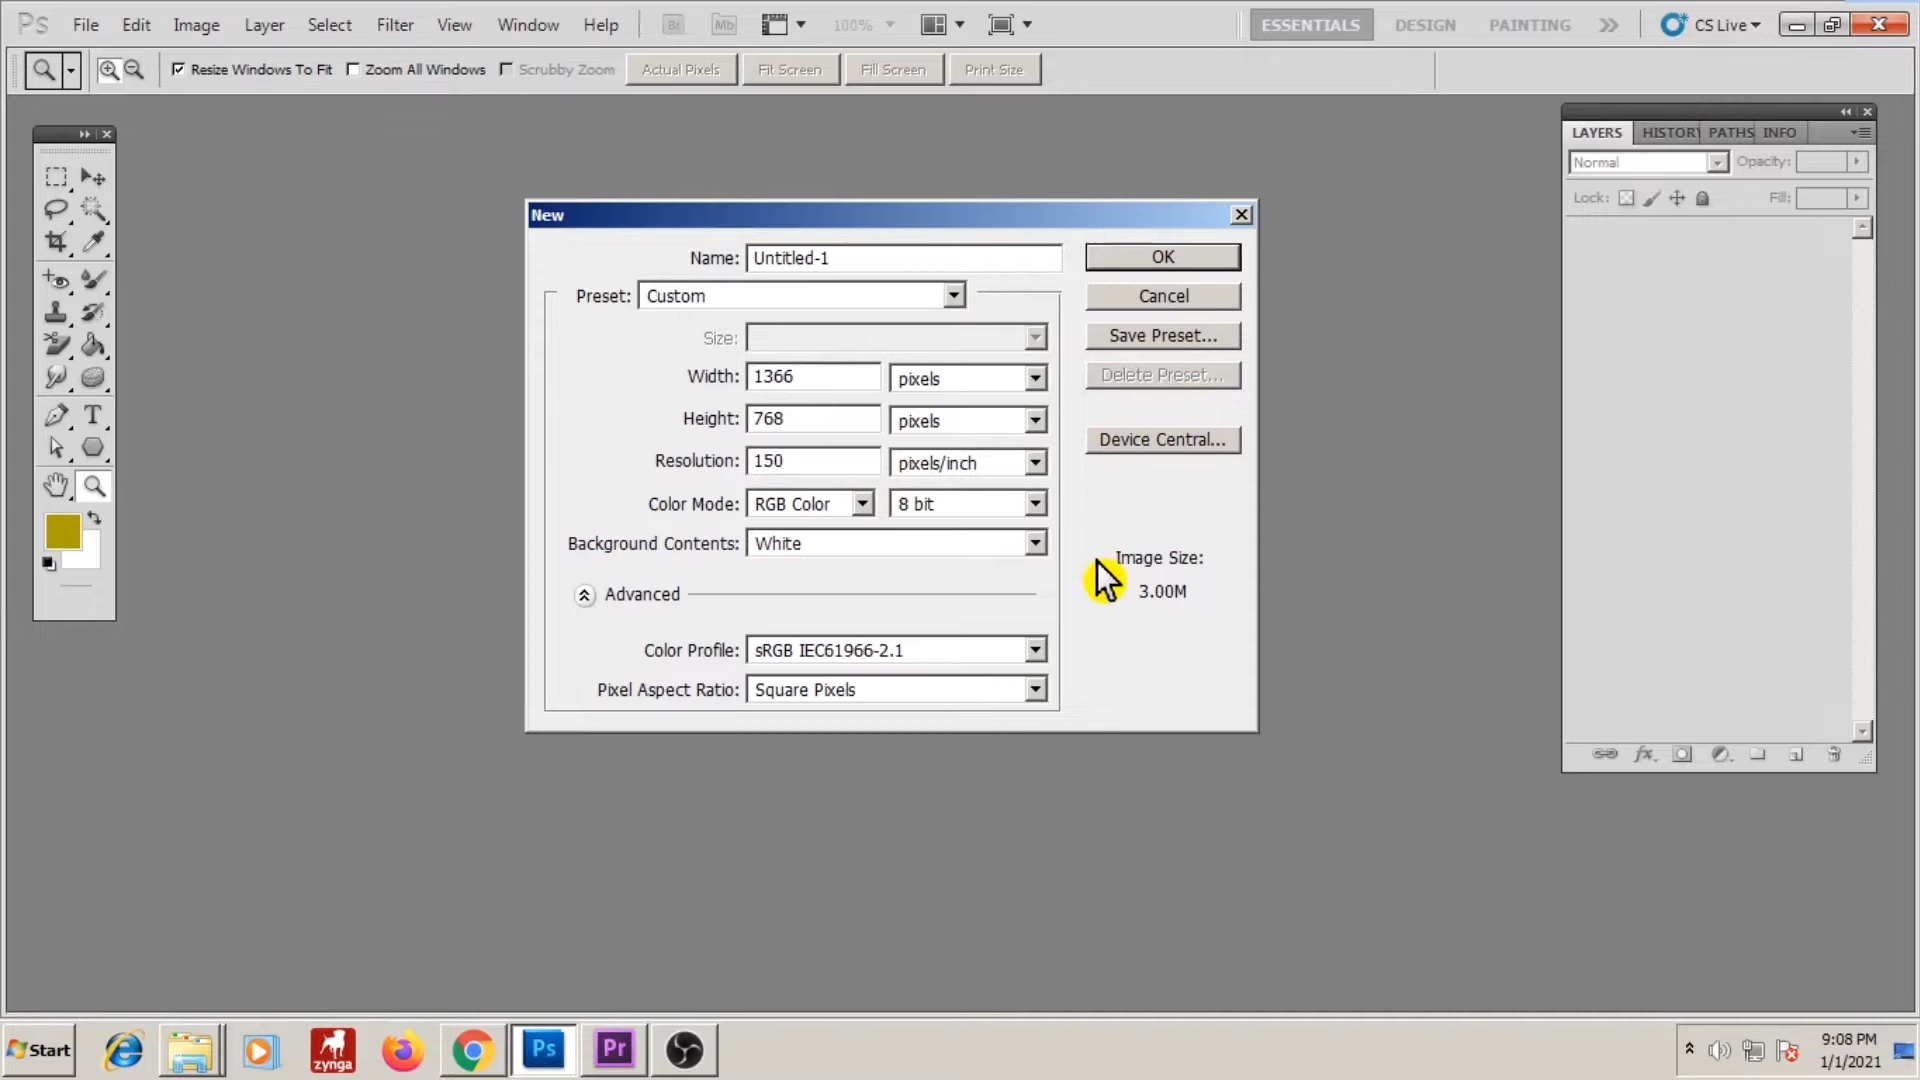 Ps File Edit Image Layer Select Analysis Filter View Window Help Br Mb 100% ESSENTIALS DESIGN PAINTING CS Live
Resize Windows To Fit Zoom All Windows Scrubby Zoom Actual Pixels Fit Screen Fill Screen Print Size
LAYERS HISTORY PATHS INFO
Normal Opacity:
Lock: Fill:
New
Name: Untitled-1 OK
Preset: Custom Cancel
Size: Save Preset...
Width: 1366 pixels Delete Preset...
Height: 768 pixels
Device Central...
Resolution: 150 pixels/inch
Color Mode: RGB Color 8 bit
Background Contents: White
Image Size:
Advanced 3.00M
Color Profile: sRGB IEC61966-2.1
Pixel Aspect Ratio: Square Pixels
T
fx
Start e zynga Ps Pr 9:08 PM
1/1/2021